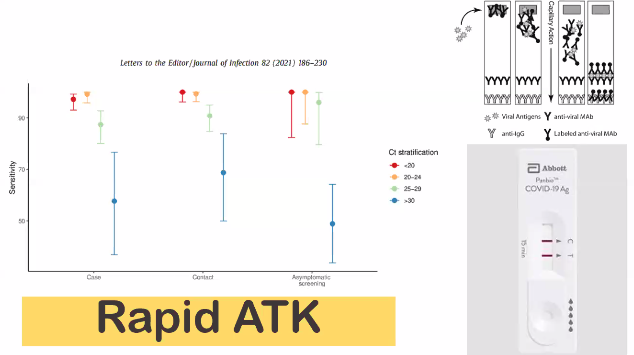 Letters to the Editor/Journal of Infection 82 (2021) 186–230
Sensitivity
90
70
50
Case
Contact
Asymptomatic
screening
Ct stratification
<20
20–24
25–29
>30
Rapid ATK
Capillary Action
Viral Antigens
anti-viral MAb
anti-IgG
Labeled anti-viral MAb
Abbott
Panbio™
COVID-19 Ag
15 min
C
T